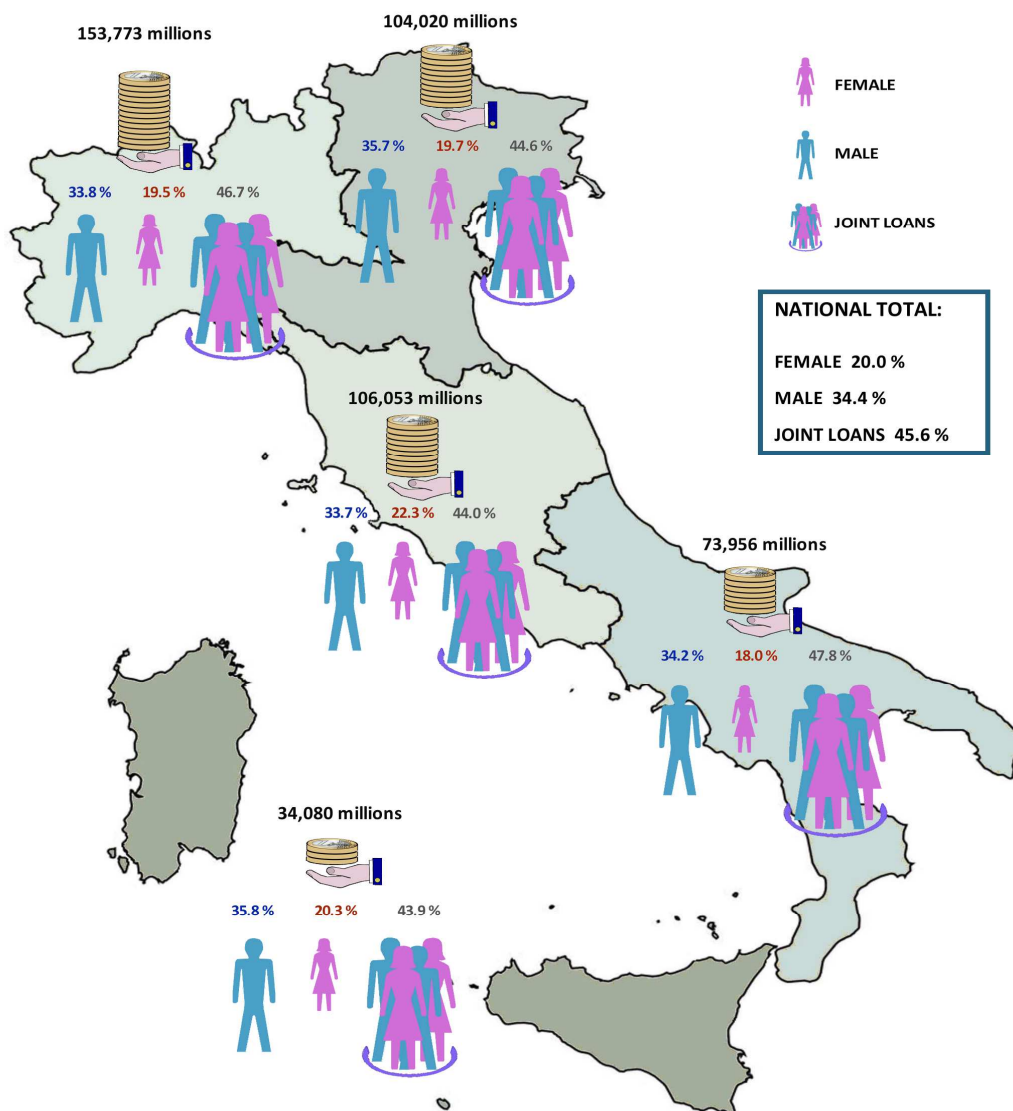 153,773 millions
33.8 % 19.5 % 46.7 %
104,020 millions
35.7 % 19.7 % 44.6 %
FEMALE
MALE
JOINT LOANS
NATIONAL TOTAL:
FEMALE 20.0 %
MALE 34.4 %
JOINT LOANS 45.6 %
106,053 millions
33.7 % 22.3 % 44.0 %
73,956 millions
34.2 % 18.0 % 47.8 %
34,080 millions
35.8 % 20.3 % 43.9 %